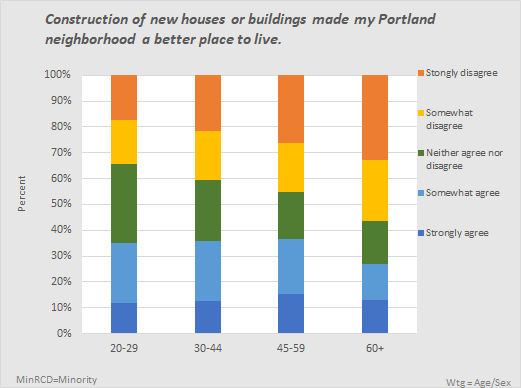 Construction of new houses or buildings made my Portland
neighborhood a better place to live.
100%
90%
80%
70%
60%
50%
40%
30%
20%
10%
0%
Percent
20-29
30-44
45-59
60+
Stongly disagree
Somewhat
disagree
Neither agree nor
disagree
Somewhat agree
Strongly agree
MinRCD=Minority
Wtg = Age/Sex